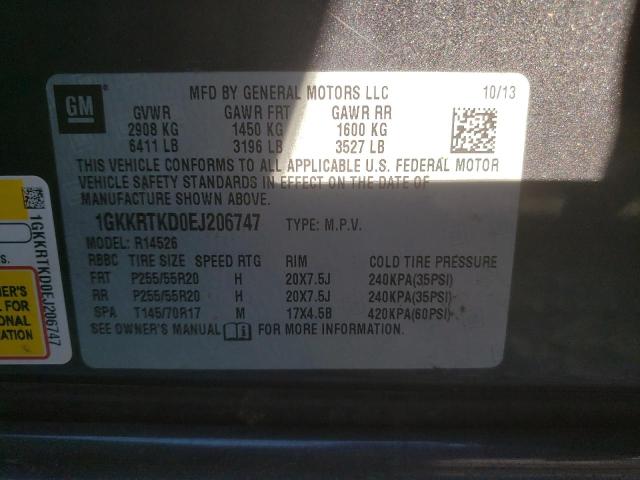 GM
MFD BY GENERAL MOTORS LLC 10/13
GVWR GAWR FRT GAWR RR
2908 KG 1450 KG 1600 KG
6411 LB 3196 LB 3527 LB
THIS VEHICLE CONFORMS TO ALL APPLICABLE U.S. FEDERAL MOTOR
VEHICLE SAFETY STANDARDS IN EFFECT ON THE DATE OF
MANUFACTURE SHOWN ABOVE.
1GKKRTKD0EJ206747 TYPE: M.P.V.
MODEL: R14526
RBBC TIRE SIZE SPEED RTG RIM COLD TIRE PRESSURE
FRT P255/55R20 H 20X7.5J 240KPA(35PSI)
RR P255/55R20 H 20X7.5J 240KPA(35PSI)
SPA T145/70R17 M 17X4.5B 420KPA(60PSI)
SEE OWNER'S MANUAL FOR MORE INFORMATION.
1GKKRTKD0EJ206747
FOR